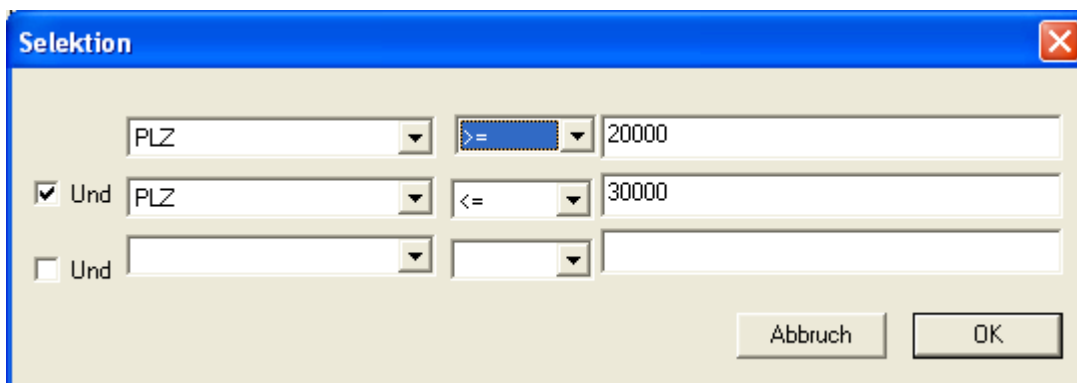 Selektion
PLZ >= 20000
Und PLZ <= 30000
Und
Abbruch OK